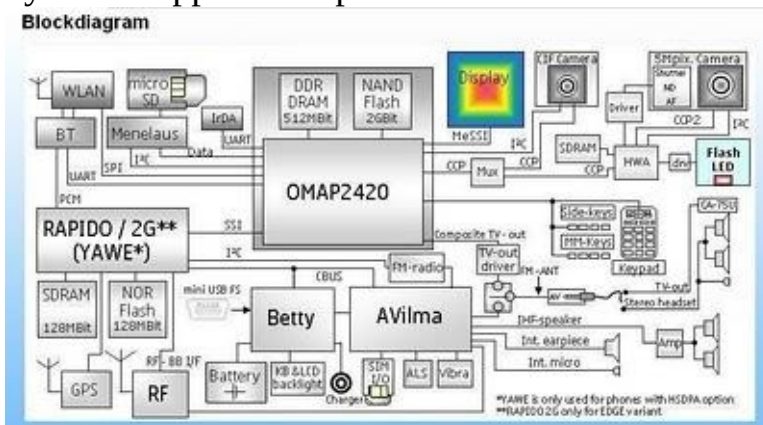 Blockdiagram
WLAN
micro
SD
DDR
DRAM
512MBit
NAND
Flash
2GBit
Display
CIF Camera
5Mpix. Camera
Shutter
ND
AF
IrDA
Driver
BT
Menelaus
UART
MeSSI
I²C
CCP2
I²C
Data
I²C
SPI
UART
OMAP2420
CCP
Mux
CCP
CCP
SDRAM
HWA
drv
Flash
LED
PCM
RAPIDO / 2G**
(YAWE*)
SSI
I²C
Composite TV-out
TV-out
driver
Side-keys
MM-Keys
Keypad
CA-75U
FM-radio
FM-ANT
CBUS
SDRAM
128MBit
NOR
Flash
128MBit
mini USB FS
Betty
AVilma
AV
TV-out
Stereo headset
IHF-speaker
Amp
Int. earpiece
Int. micro
RF - BB I/F
GPS
RF
Battery
KB &LCD
backlight
Charger
SIM
I/O
ALS
Vibra
*YAWE is only used for phones with HSDPA option
**RAPIDO 2G only for EDGE variant